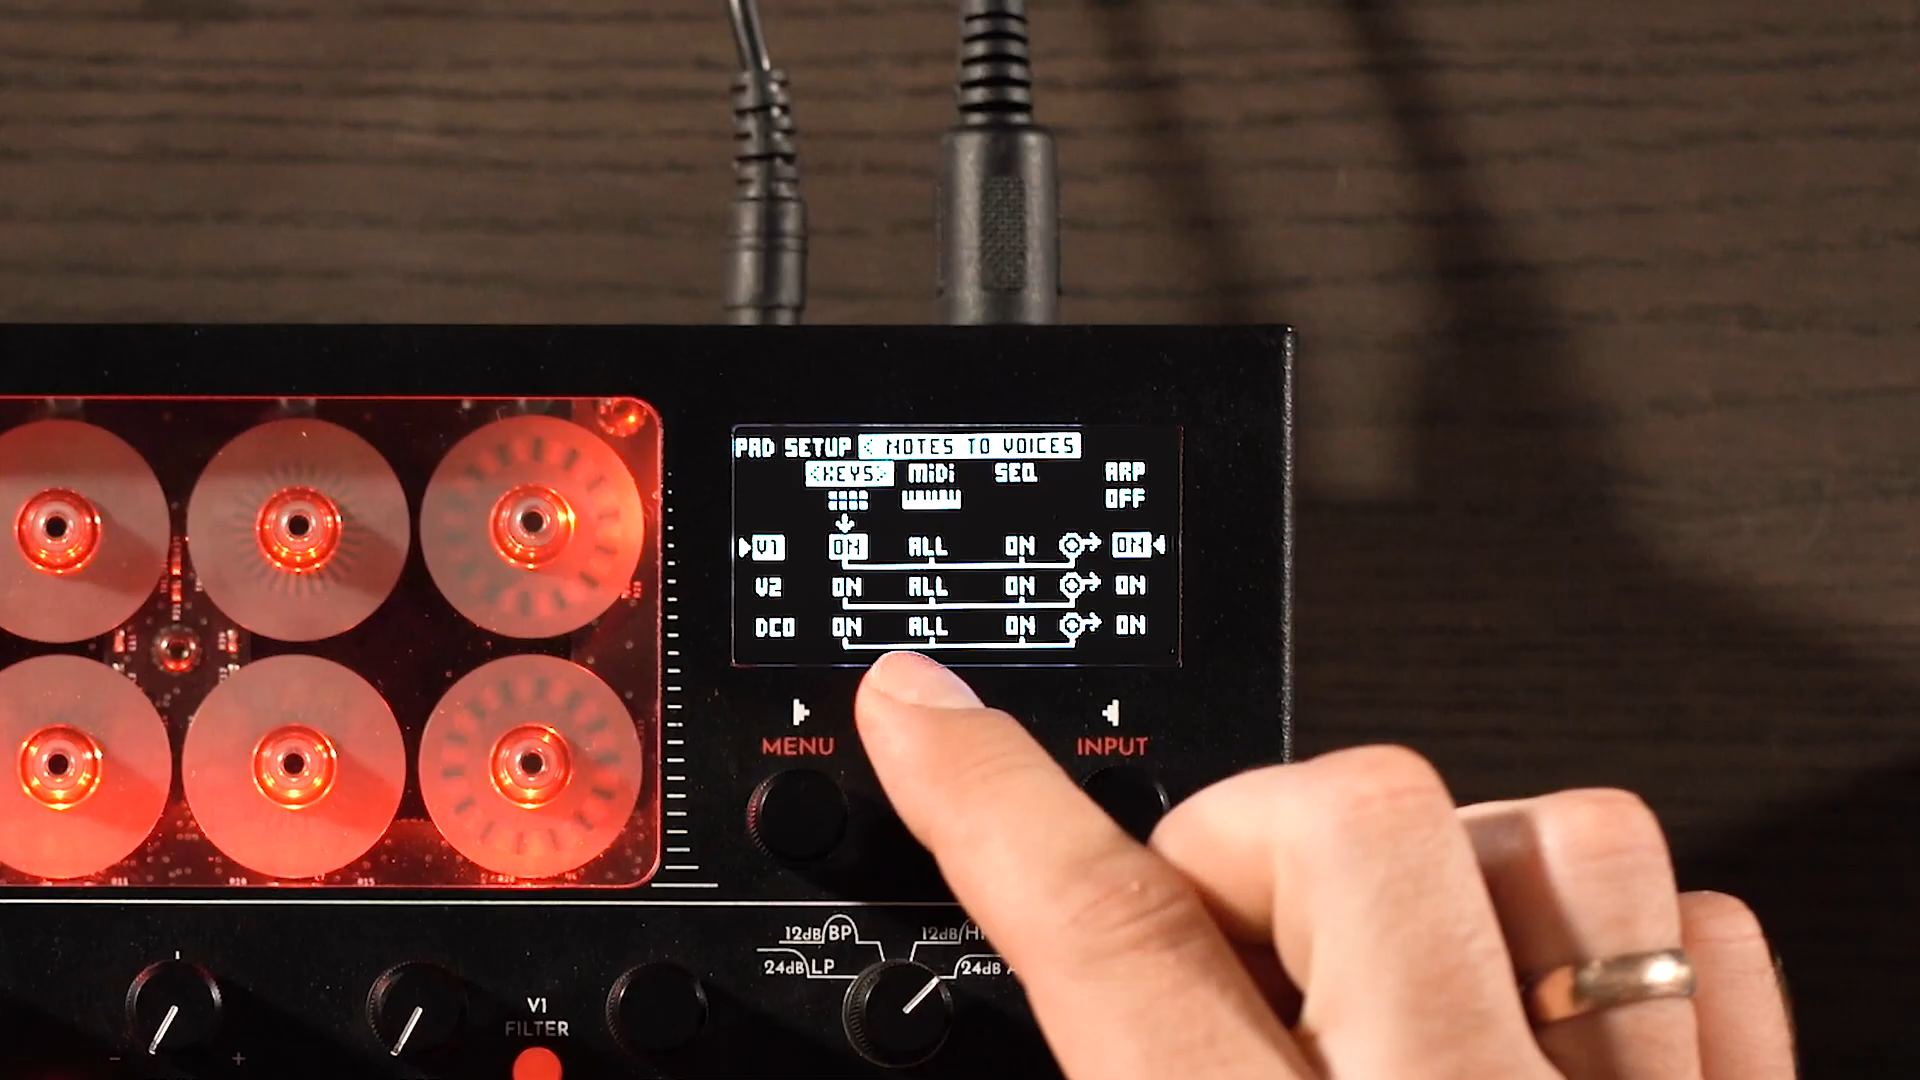 PAD SETUP < NOTES TO VOICES
<KEYS> MiDi SEQ ARP
OFF
V1 ON ALL ON ON
V2 ON ALL ON ON
DCO ON ALL ON ON
MENU INPUT
12dB BP 12dB
24dB LP 24dB
V1
FILTER
- +